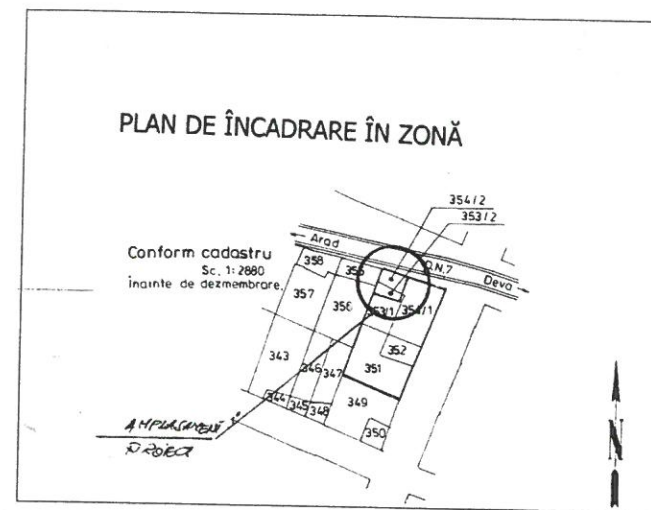 PLAN DE ÎNCADRARE ÎN ZONĂ
354/2
353/2
Arad
D.N.7
Deva
Conform cadastru
Sc. 1:2880
înainte de dezmembrare.
358
355
357
356
353/1
354/1
352
343
346
347
351
344
345
348
349
350
AMPLASAMENT
PROIECT
N